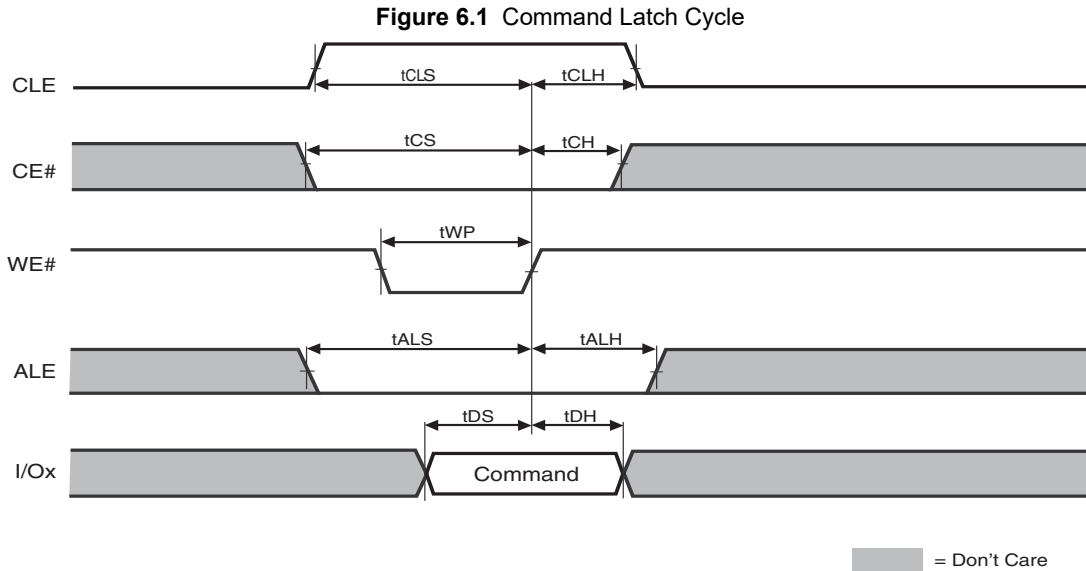 Figure 6.1 Command Latch Cycle
CLE
tCLS
tCLH
CE#
tCS
tCH
WE#
tWP
ALE
tALS
tALH
I/Ox
tDS
tDH
Command
= Don't Care